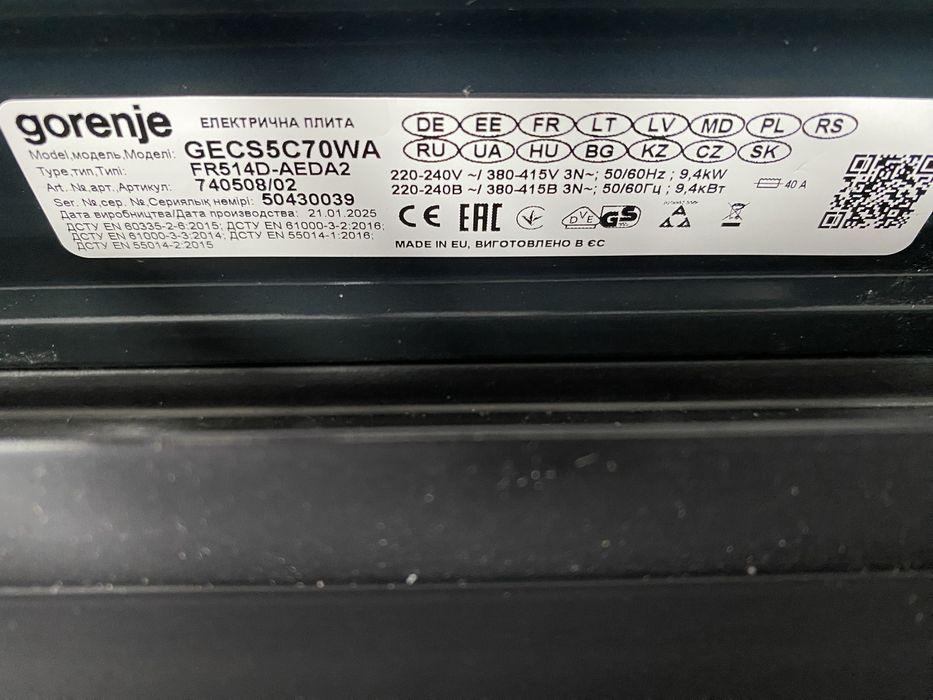 gorenje ЕЛЕКТРИЧНА ПЛИТА
Model,модель,Моделі: GECS5C70WA
Type,тип,Тіпі: FR514D-AEDA2
Art. №,арт.,Артикул: 740508/02
Ser. №,сер. №,Сериялық немірі: 50430039
Дата виробництва/Дата производства: 21.01.2025
ДСТУ EN 60335-2-6:2015; ДСТУ EN 61000-3-2:2016;
ДСТУ EN 61000-3-3:2014; ДСТУ EN 55014-1:2016;
ДСТУ EN 55014-2:2015
DE EE FR LT LV MD PL RS
RU UA HU BG KZ CZ SK
220-240V ~/ 380-415V 3N~; 50/60Hz ; 9,4kW
220-240В ~/ 380-415В 3N~; 50/60Гц ; 9,4кВт
40 A
CE EAC DVE GS
MADE IN EU, ВИГОТОВЛЕНО В ЄС